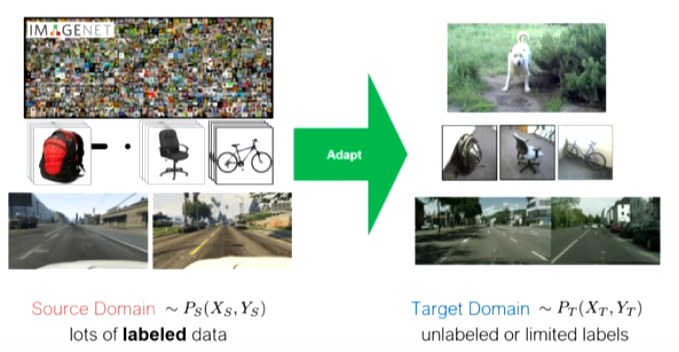 IMAGENET
Adapt
Source Domain ~ P_S(X_S, Y_S)
lots of labeled data
Target Domain ~ P_T(X_T, Y_T)
unlabeled or limited labels